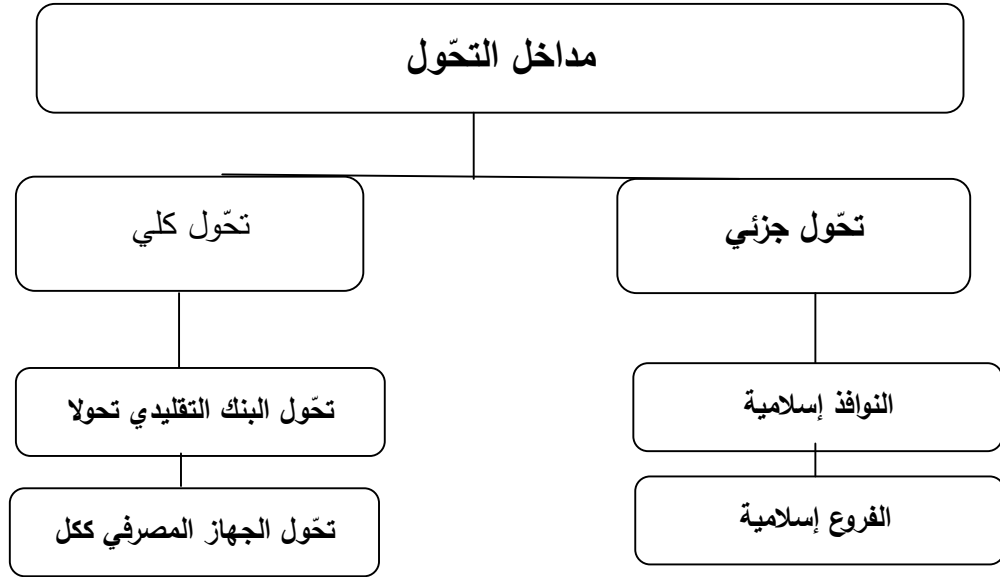 مداخل التحّول
تحّول جزئي
تحّول كلي
النوافذ إسلامية
تحّول البنك التقليدي تحولا
الفروع إسلامية
تحّول الجهاز المصرفي ككل